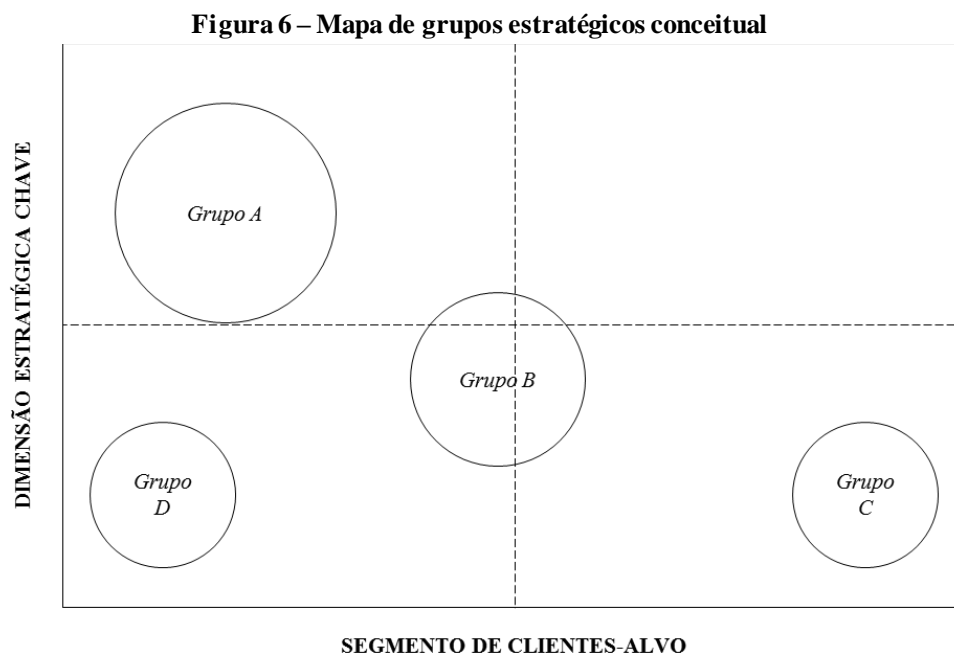 Figura 6 – Mapa de grupos estratégicos conceitual
DIMENSÃO ESTRATÉGICA CHAVE
Grupo A
Grupo B
Grupo
D
Grupo
C
SEGMENTO DE CLIENTES-ALVO